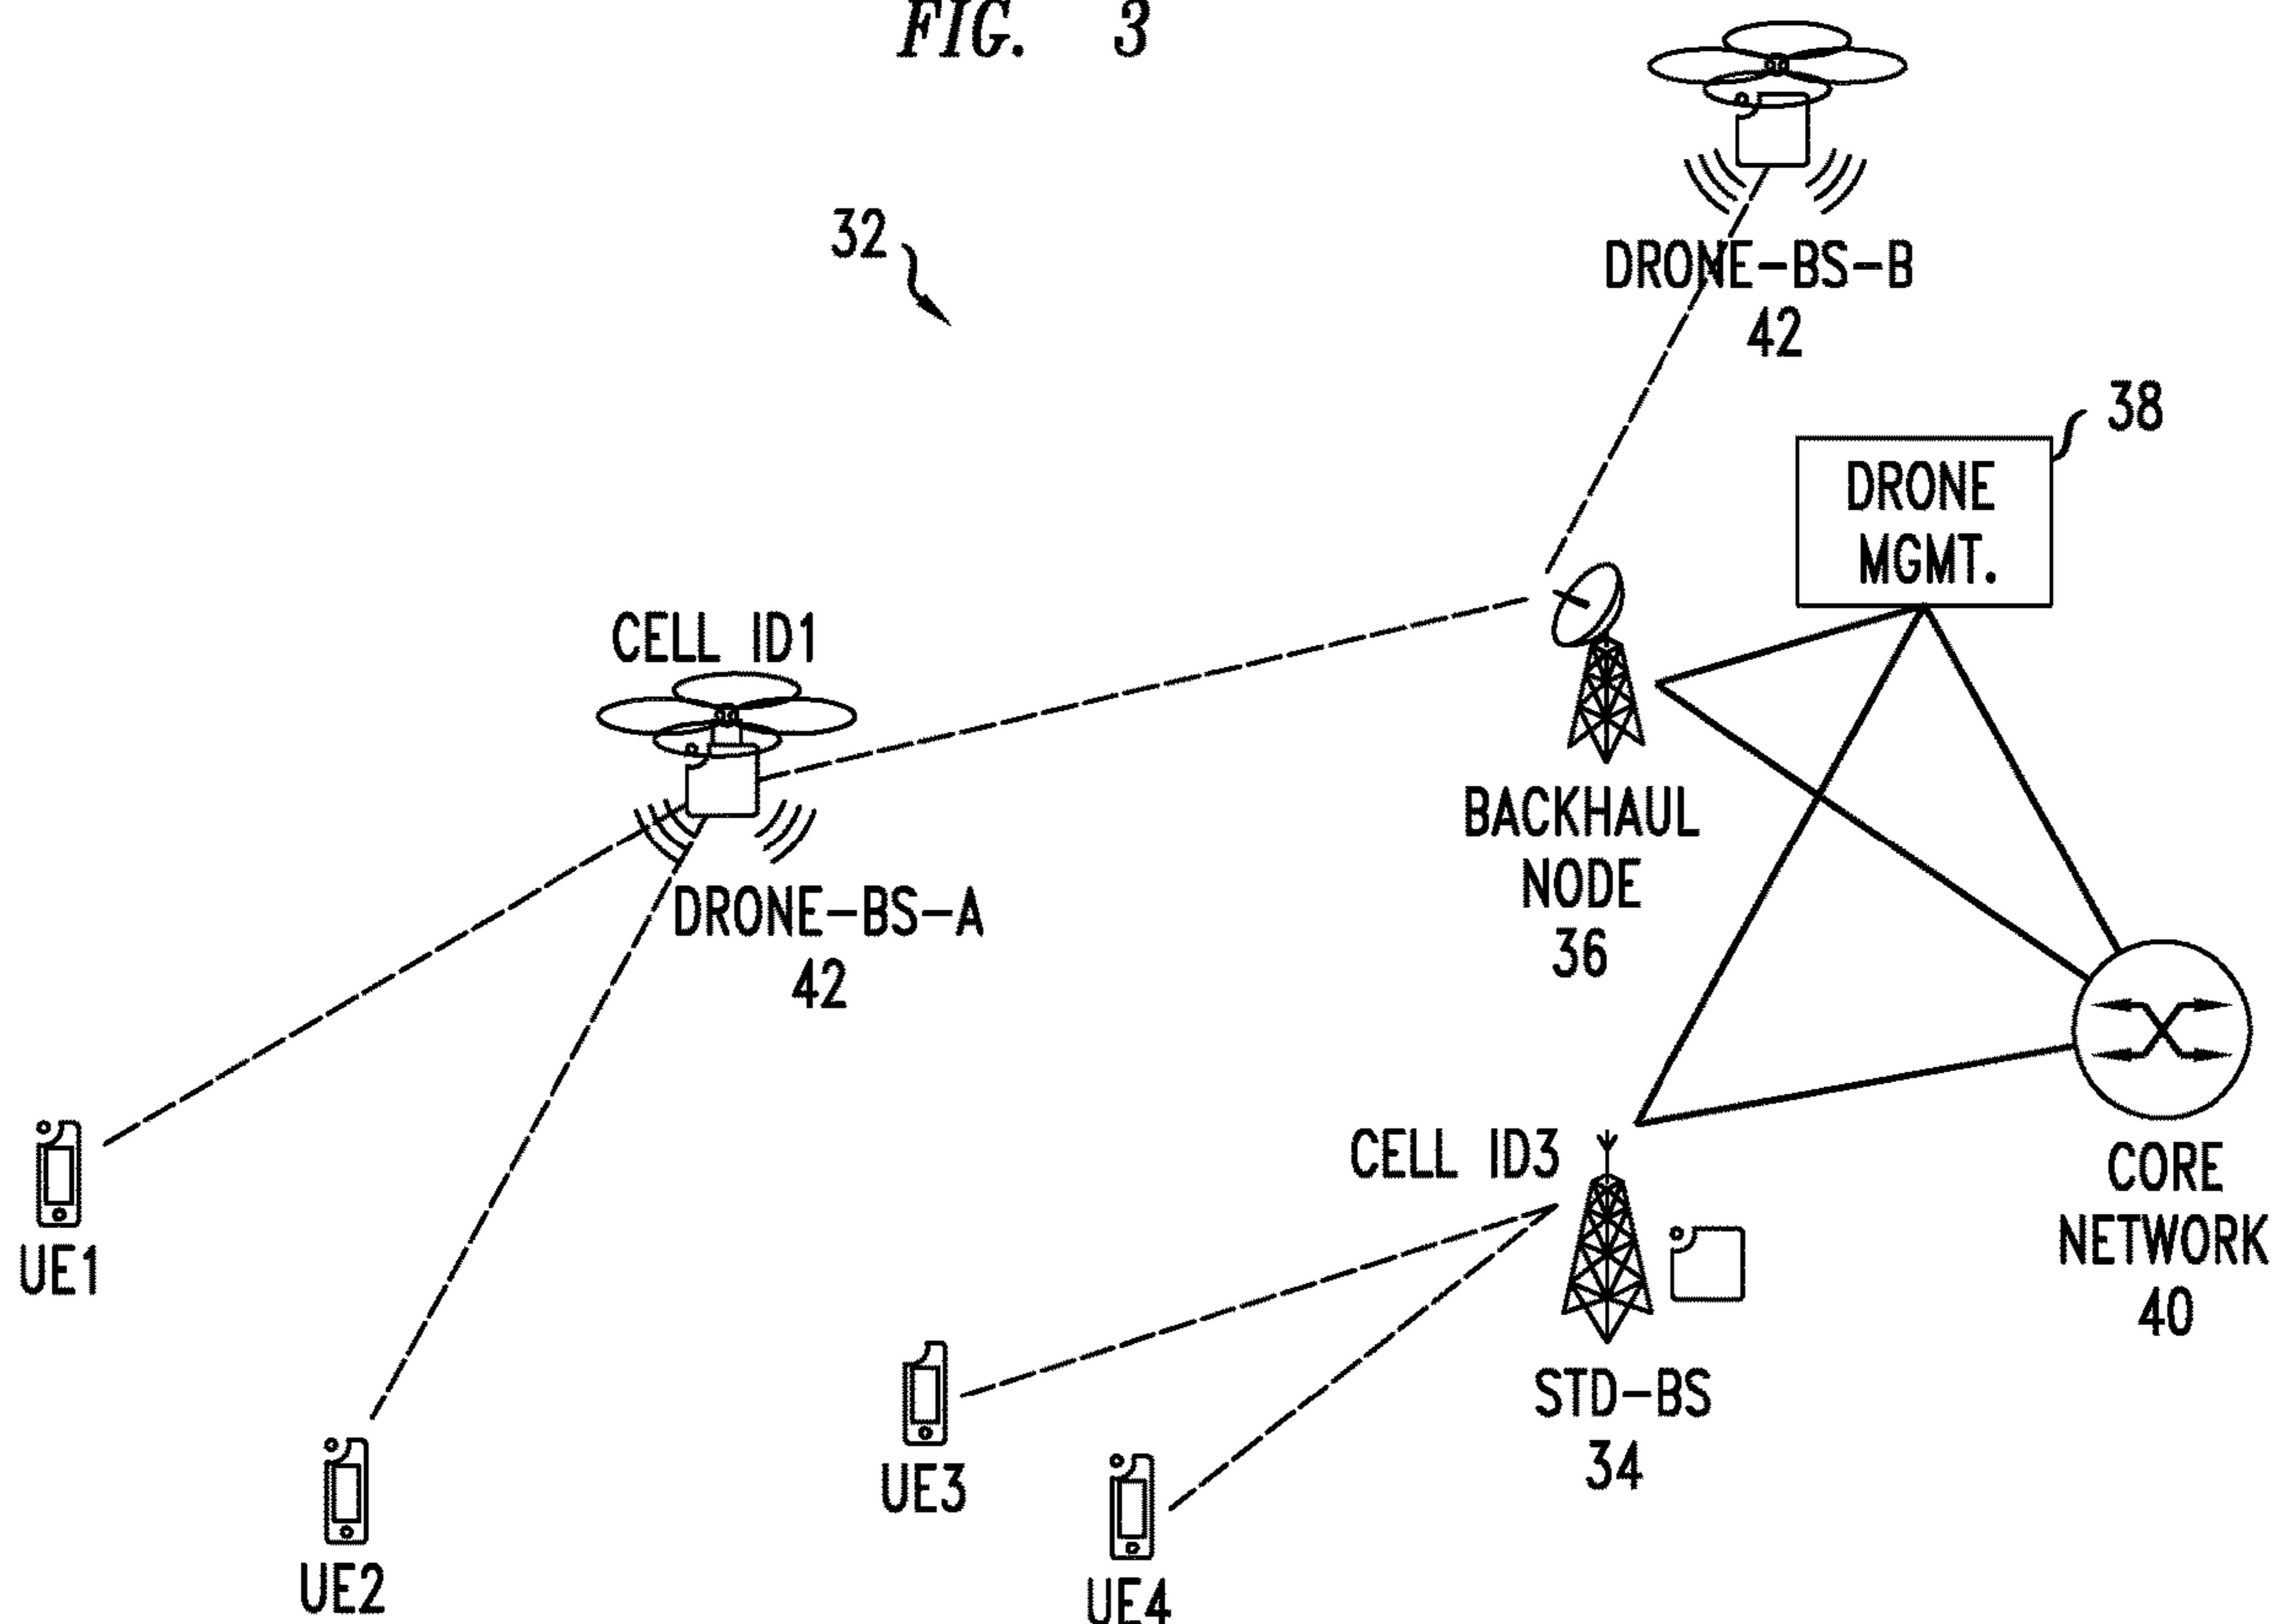 FIG. 3
32
DRONE-BS-B
42
38
DRONE
MGMT.
CELL ID1
DRONE-BS-A
42
BACKHAUL
NODE
36
CELL ID3
CORE
NETWORK
40
UE1
STD-BS
34
UE3
UE2
UE4